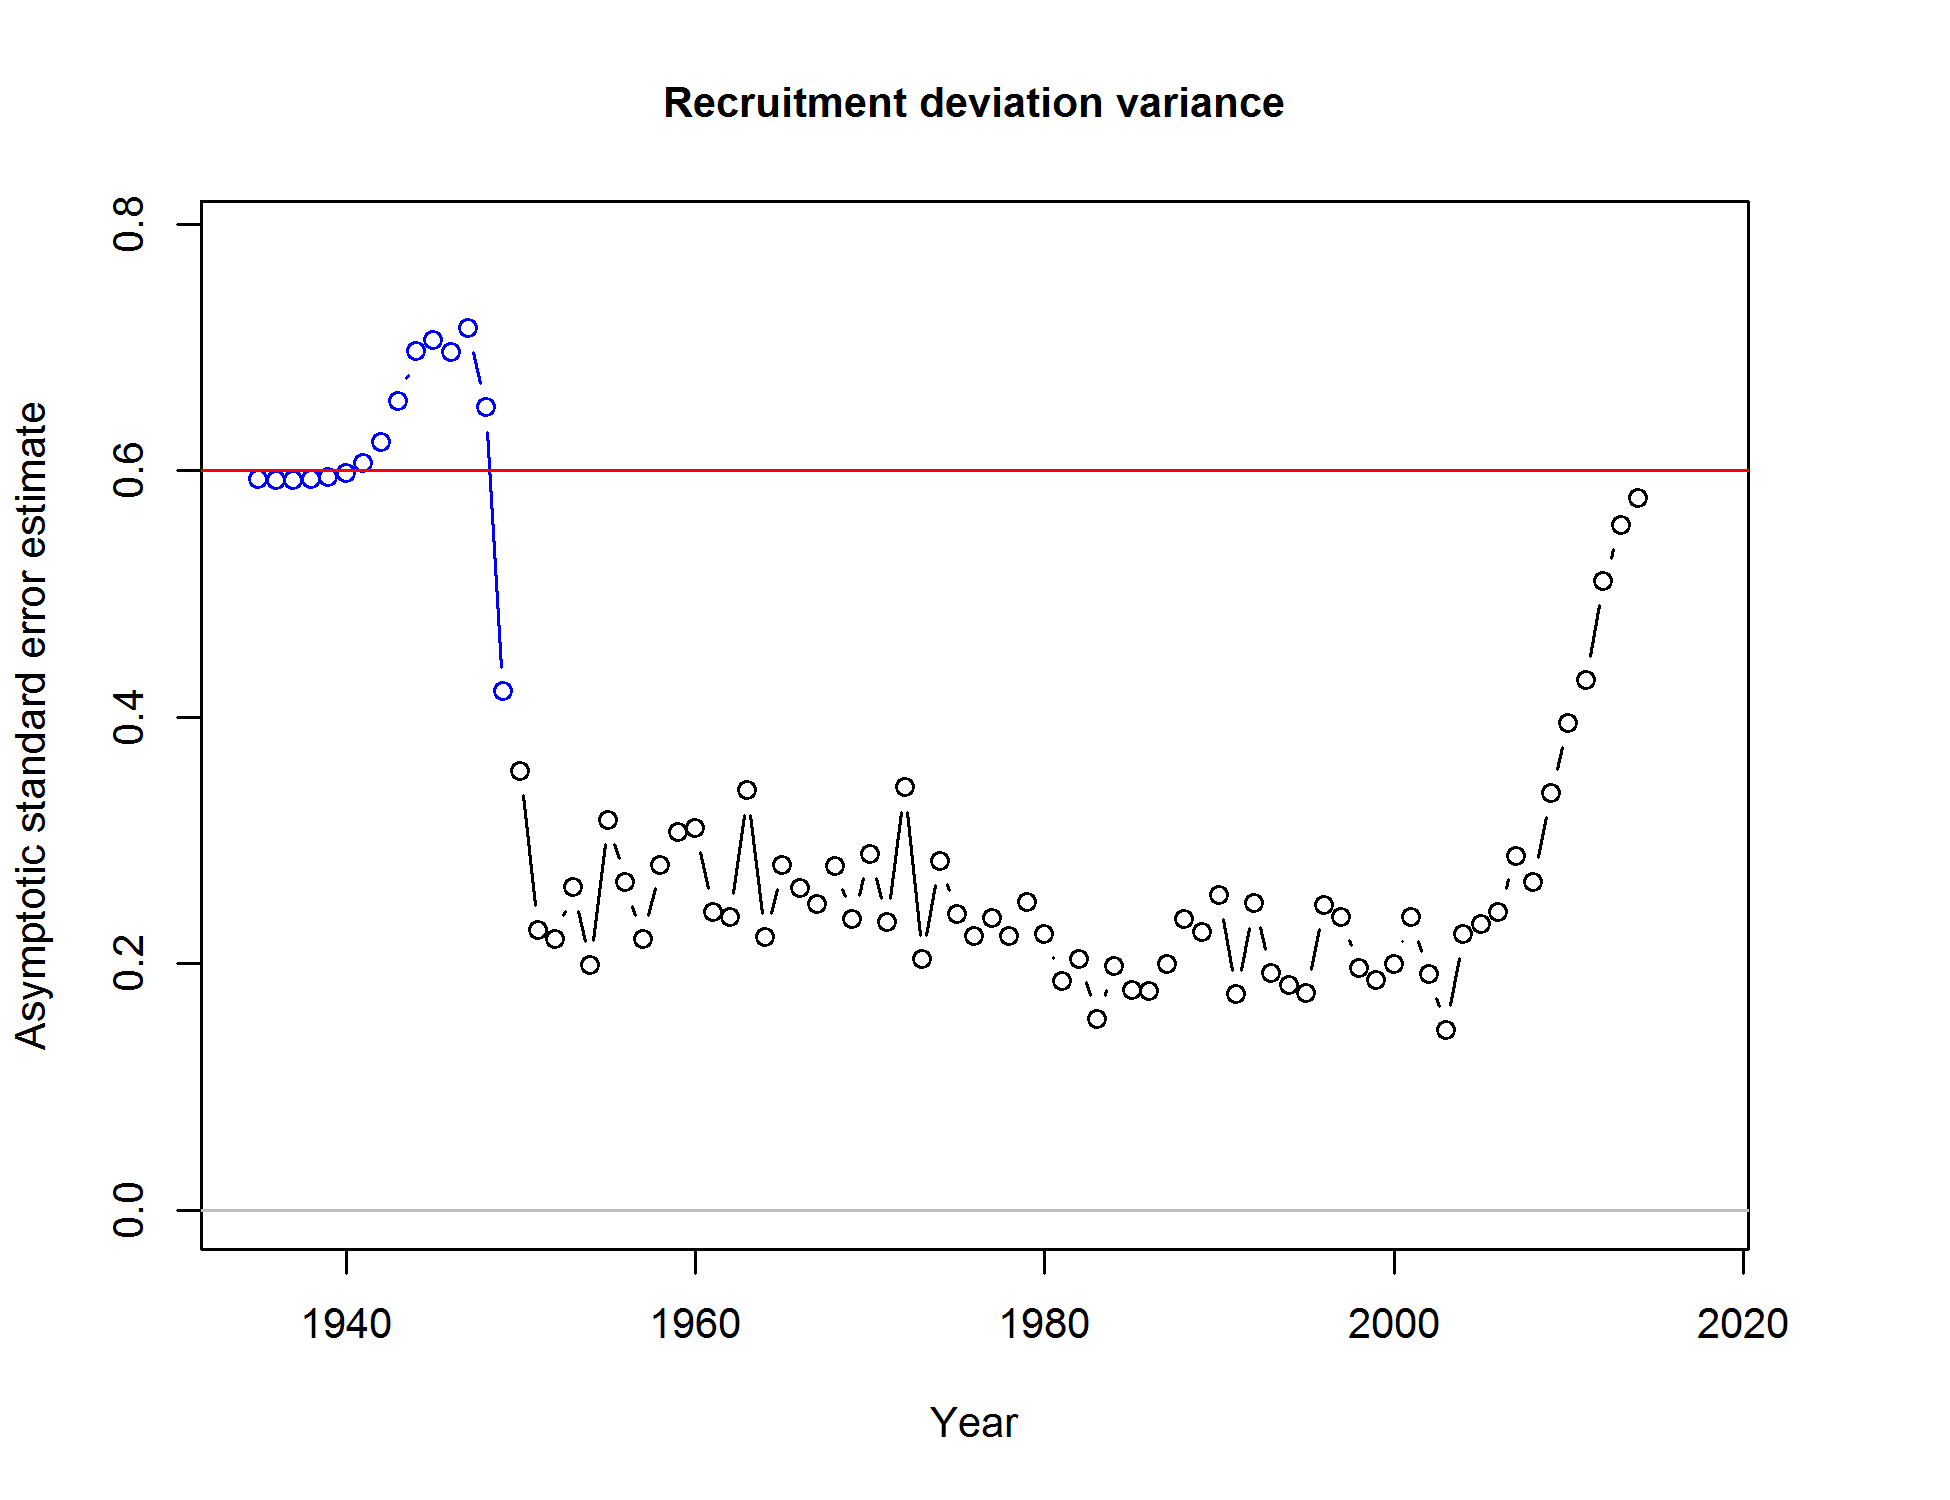 Recruitment deviation variance
Asymptotic standard error estimate
0.8
0.6
0.4
0.2
0.0
1940 1960 1980 2000 2020
Year